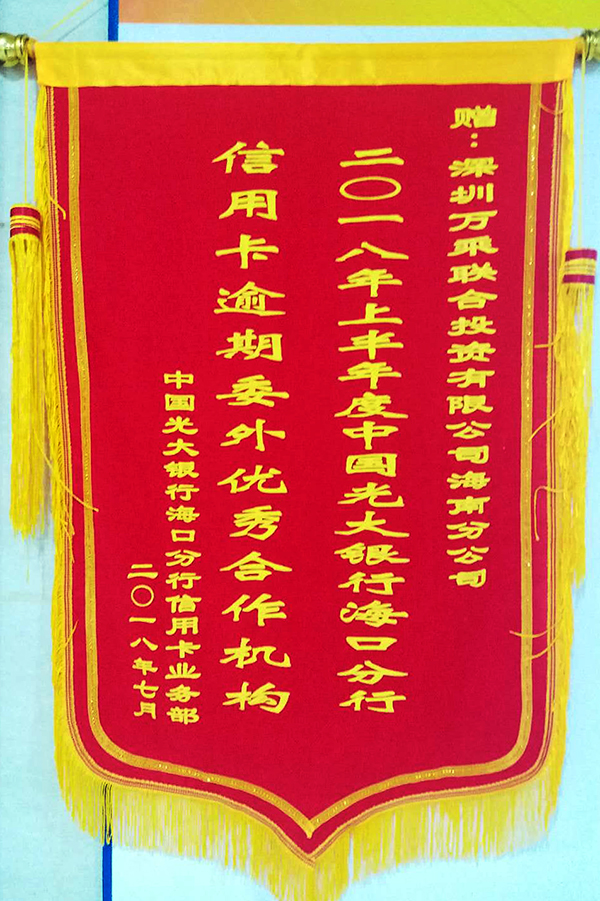 赠：深圳万乘联合投资有限公司海南分公司
二〇一八年上半年度中国光大银行海口分行
信用卡逾期委外优秀合作机构
中国光大银行海口分行信用卡业务部
二〇一八年七月